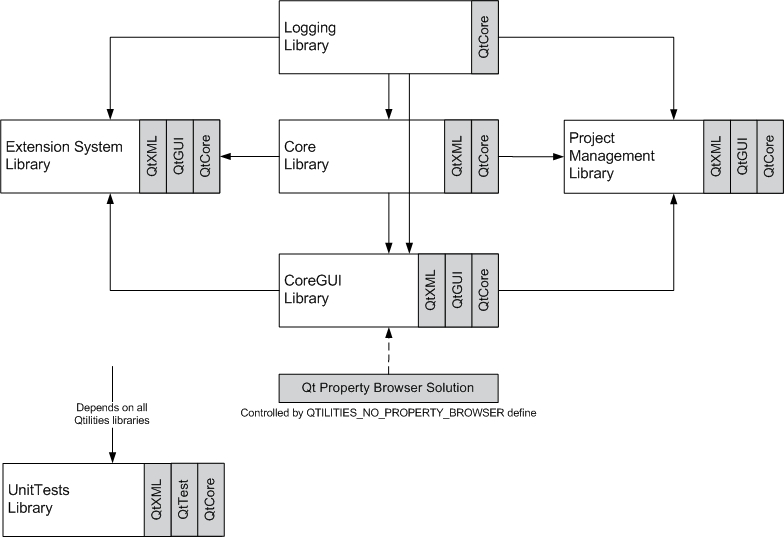 Logging
Library
QtCore
Extension System
Library
QtXML
QtGUI
QtCore
Core
Library
QtXML
QtCore
Project
Management
Library
QtXML
QtGUI
QtCore
CoreGUI
Library
QtXML
QtGUI
QtCore
Qt Property Browser Solution
Controlled by QTILITIES_NO_PROPERTY_BROWSER define
Depends on all
Qtilities libraries
UnitTests
Library
QtXML
QtTest
QtCore